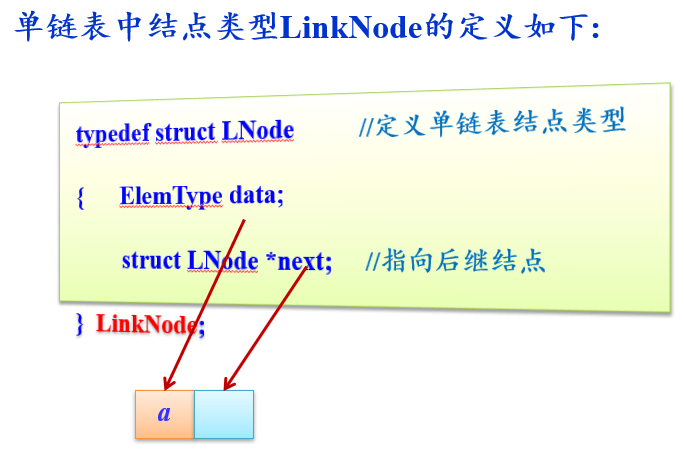 单链表中结点类型LinkNode的定义如下:
typedef struct LNode //定义单链表结点类型
{ ElemType data;
struct LNode *next; //指向后继结点
} LinkNode;
a